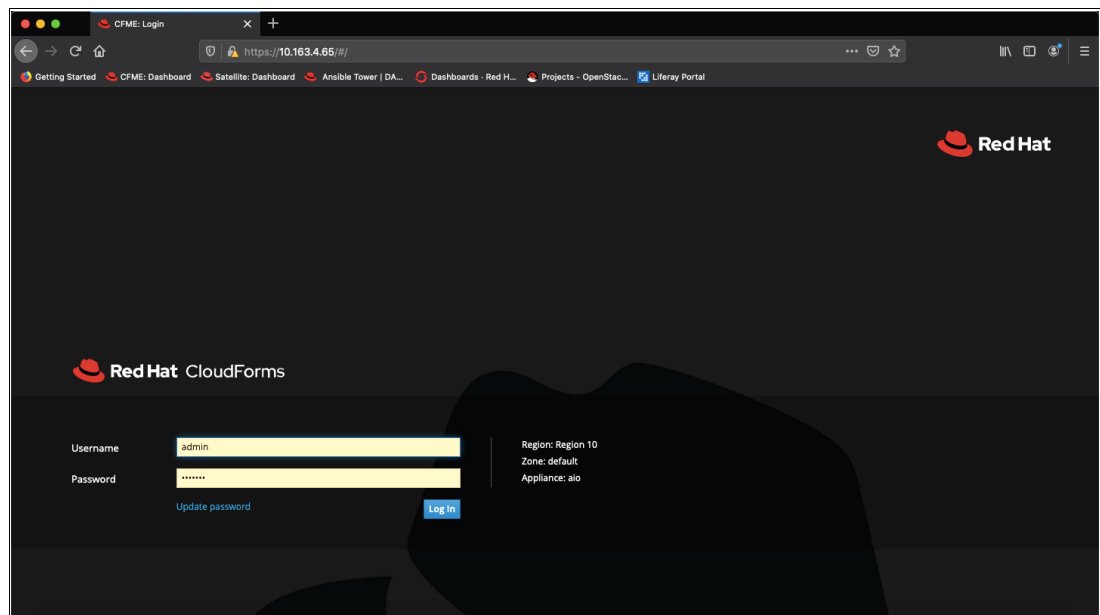 CFME: Login
https://10.163.4.65/#/
Getting Started CFME: Dashboard Satellite: Dashboard Ansible Tower | DA... Dashboards - Red H... Projects - OpenStac... Liferay Portal
Red Hat
Red Hat CloudForms
Username admin
Password •••••••
Update password
Log In
Region: Region 10
Zone: default
Appliance: aio